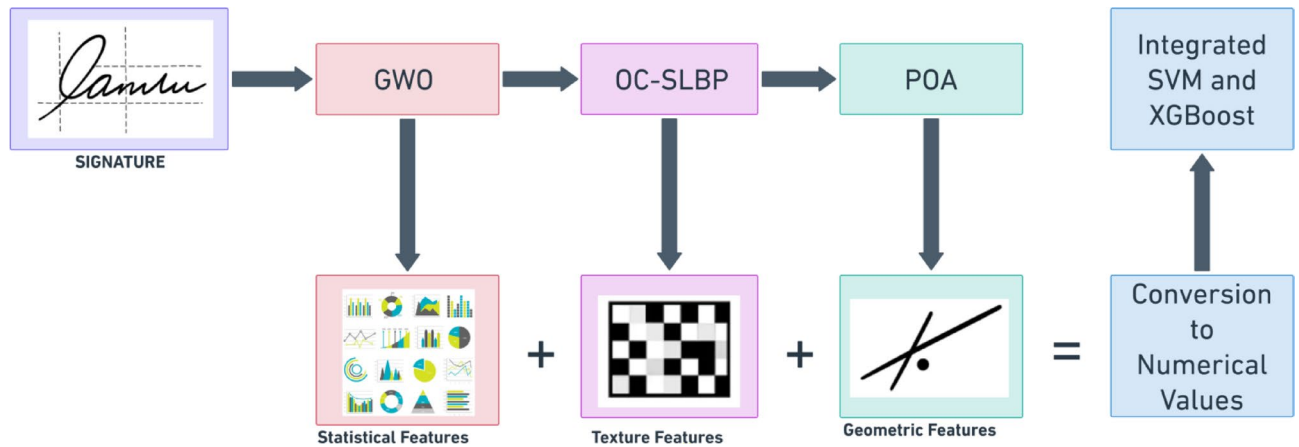 SIGNATURE
GWO
OC-SLBP
POA
Integrated
SVM and
XGBoost
Statistical Features
+
Texture Features
+
Geometric Features
=
Conversion
to
Numerical
Values